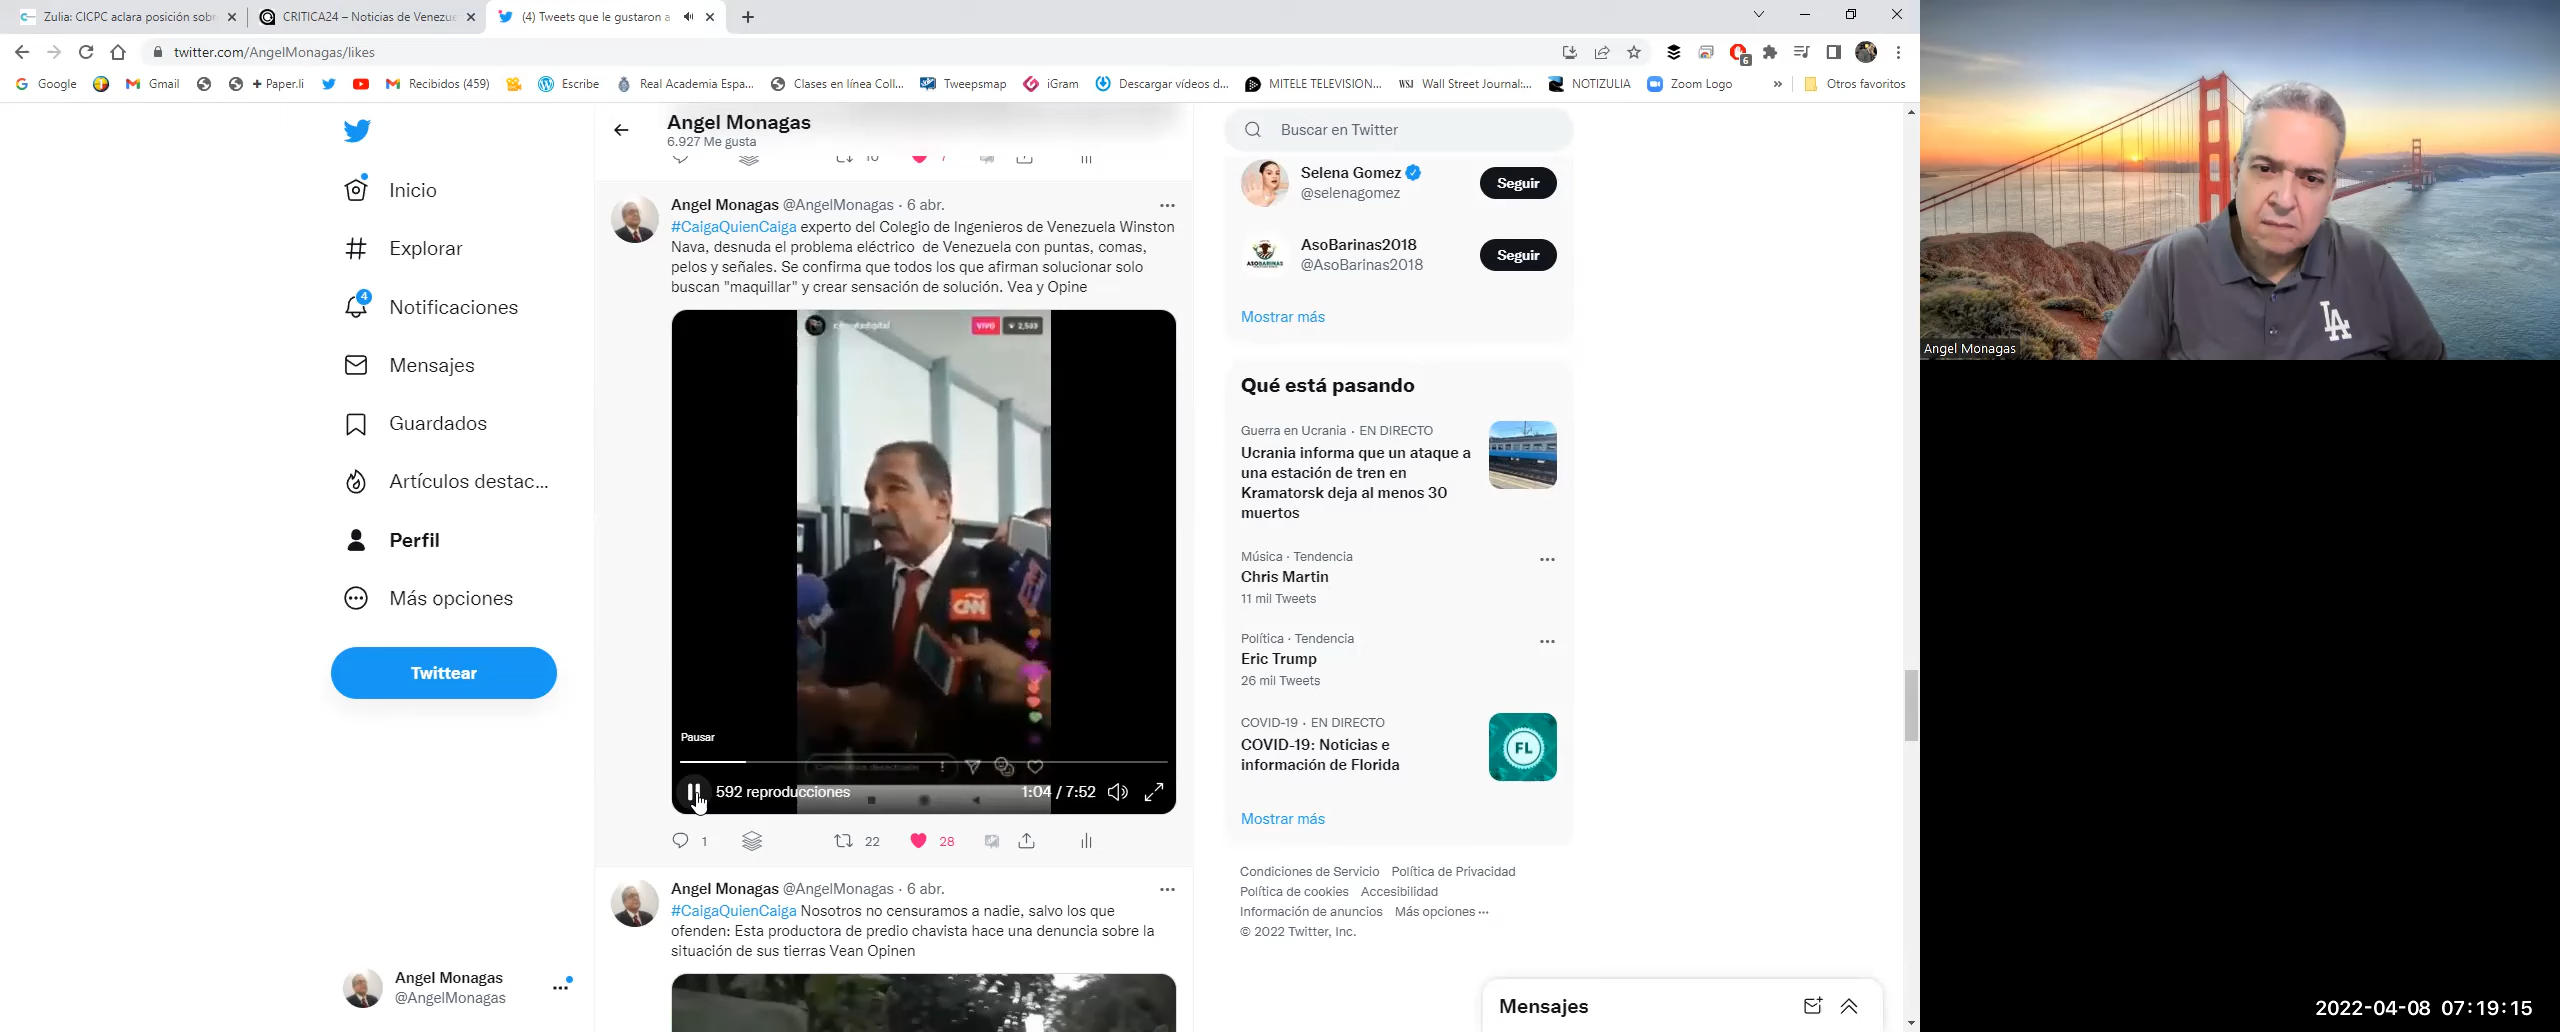 Zulia: CICPC aclara posición sob
CRITICA24 – Noticias de Venezue
(4) Tweets que le gustaron a
twitter.com/AngelMonagas/likes
6
Google
Gmail
+ Paper.li
Recibidos (459)
Escribe
Real Academia Espa...
Clases en línea Coll...
Tweepsmap
iGram
Descargar vídeos d...
MITELE TELEVISION...
WSJ
Wall Street Journal:...
NOTIZULIA
Zoom Logo
»
Otros favoritos
Inicio
Explorar
4
Notificaciones
Mensajes
Guardados
Artículos destac...
Perfil
Más opciones
Twittear
Angel Monagas
@AngelMonagas
Angel Monagas
6.927 Me gusta
Angel Monagas @AngelMonagas · 6 abr.
#CaigaQuienCaiga experto del Colegio de Ingenieros de Venezuela Winston
Nava, desnuda el problema eléctrico de Venezuela con puntas, comas,
pelos y señales. Se confirma que todos los que afirman solucionar solo
buscan "maquillar" y crear sensación de solución. Vea y Opine
VIVO
2,503
CNN
Pausar
592 reproducciones
1:04 / 7:52
1
22
28
Angel Monagas @AngelMonagas · 6 abr.
#CaigaQuienCaiga Nosotros no censuramos a nadie, salvo los que
ofenden: Esta productora de predio chavista hace una denuncia sobre la
situación de sus tierras Vean Opinen
Buscar en Twitter
Selena Gomez
@selenagomez
Seguir
ASOBARINAS
AsoBarinas2018
@AsoBarinas2018
Seguir
Mostrar más
Qué está pasando
Guerra en Ucrania · EN DIRECTO
Ucrania informa que un ataque a
una estación de tren en
Kramatorsk deja al menos 30
muertos
Música · Tendencia
Chris Martin
11 mil Tweets
Política · Tendencia
Eric Trump
26 mil Tweets
COVID-19 · EN DIRECTO
COVID-19: Noticias e
información de Florida
FL
Mostrar más
Condiciones de Servicio Política de Privacidad
Política de cookies Accesibilidad
Información de anuncios Más opciones ···
© 2022 Twitter, Inc.
Mensajes
LA
Angel Monagas
2022-04-08 07:19:15